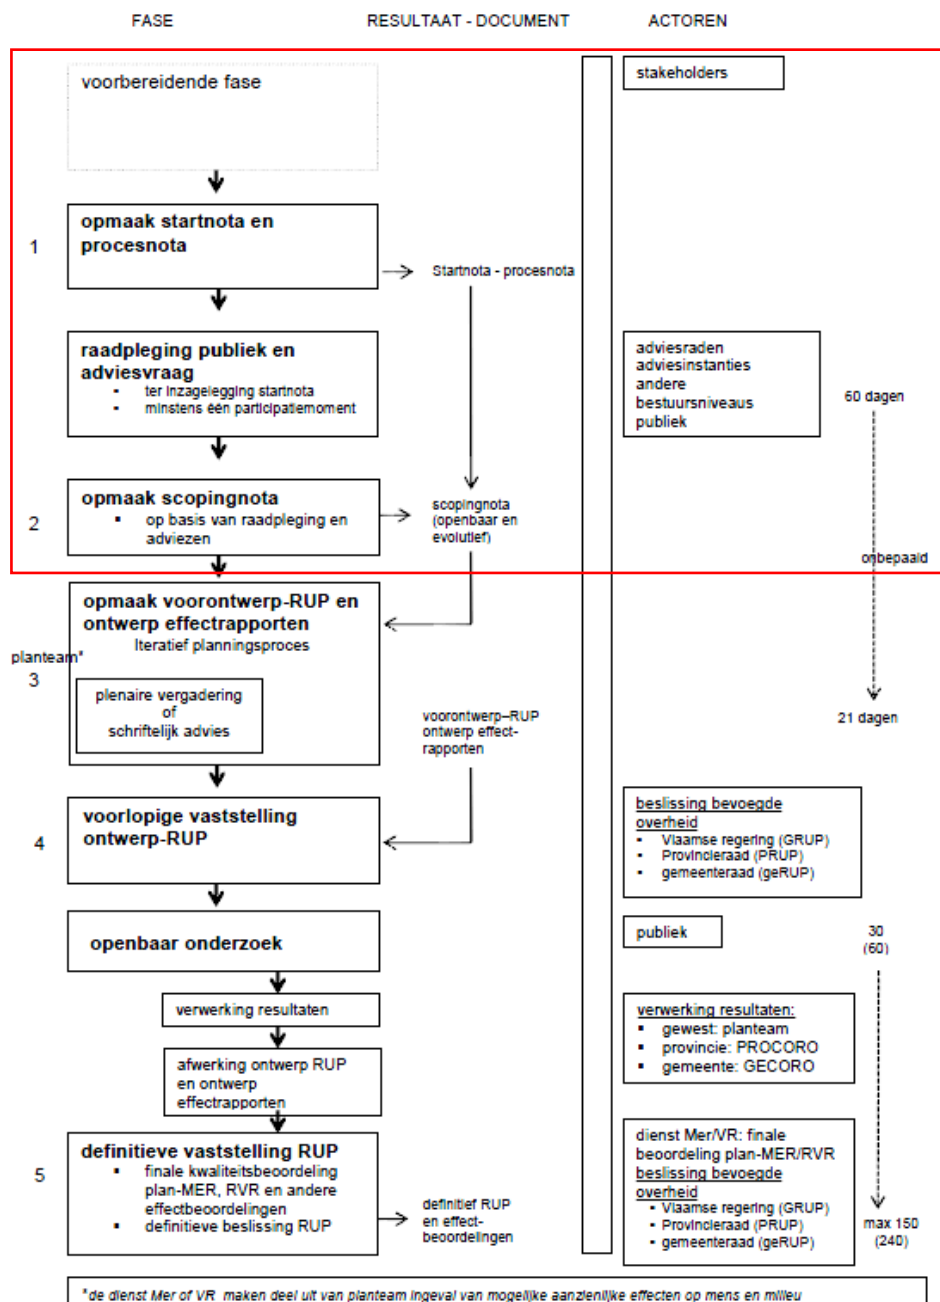 FASE
RESULTAAT - DOCUMENT
ACTOREN
voorbereidende fase
stakeholders
1
opmaak startnota en
procesnota
Startnota - procesnota
raadpleging publiek en
adviesvraag
▪ ter inzagelegging startnota
▪ minstens één participatiemoment
adviesraden
adviesinstanties
andere
bestuursniveaus
publiek
60 dagen
2
opmaak scopingnota
▪ op basis van raadpleging en
adviezen
scopingnota
(openbaar en
evolutief)
onbepaald
planteam*
3
opmaak voorontwerp-RUP en
ontwerp effectrapporten
Iteratief planningsproces
plenaire vergadering
of
schriftelijk advies
voorontwerp–RUP
ontwerp effect-
rapporten
21 dagen
4
voorlopige vaststelling
ontwerp-RUP
beslissing bevoegde
overheid
▪ Vlaamse regering (GRUP)
▪ Provincieraad (PRUP)
▪ gemeenteraad (geRUP)
openbaar onderzoek
publiek
30
(60)
verwerking resultaten
verwerking resultaten:
▪ gewest: planteam
▪ provincie: PROCORO
▪ gemeente: GECORO
afwerking ontwerp RUP
en ontwerp
effectrapporten
5
definitieve vaststelling RUP
▪ finale kwaliteitsbeoordeling
plan-MER, RVR en andere
effectbeoordelingen
▪ definitieve beslissing RUP
definitief RUP
en effect-
beoordelingen
dienst Mer/VR: finale
beoordeling plan-MER/RVR
beslissing bevoegde
overheid
▪ Vlaamse regering (GRUP)
▪ Provincieraad (PRUP)
▪ gemeenteraad (geRUP)
max 150
(240)
*de dienst Mer of VR maken deel uit van planteam ingeval van mogelijke aanzienlijke effecten op mens en milieu